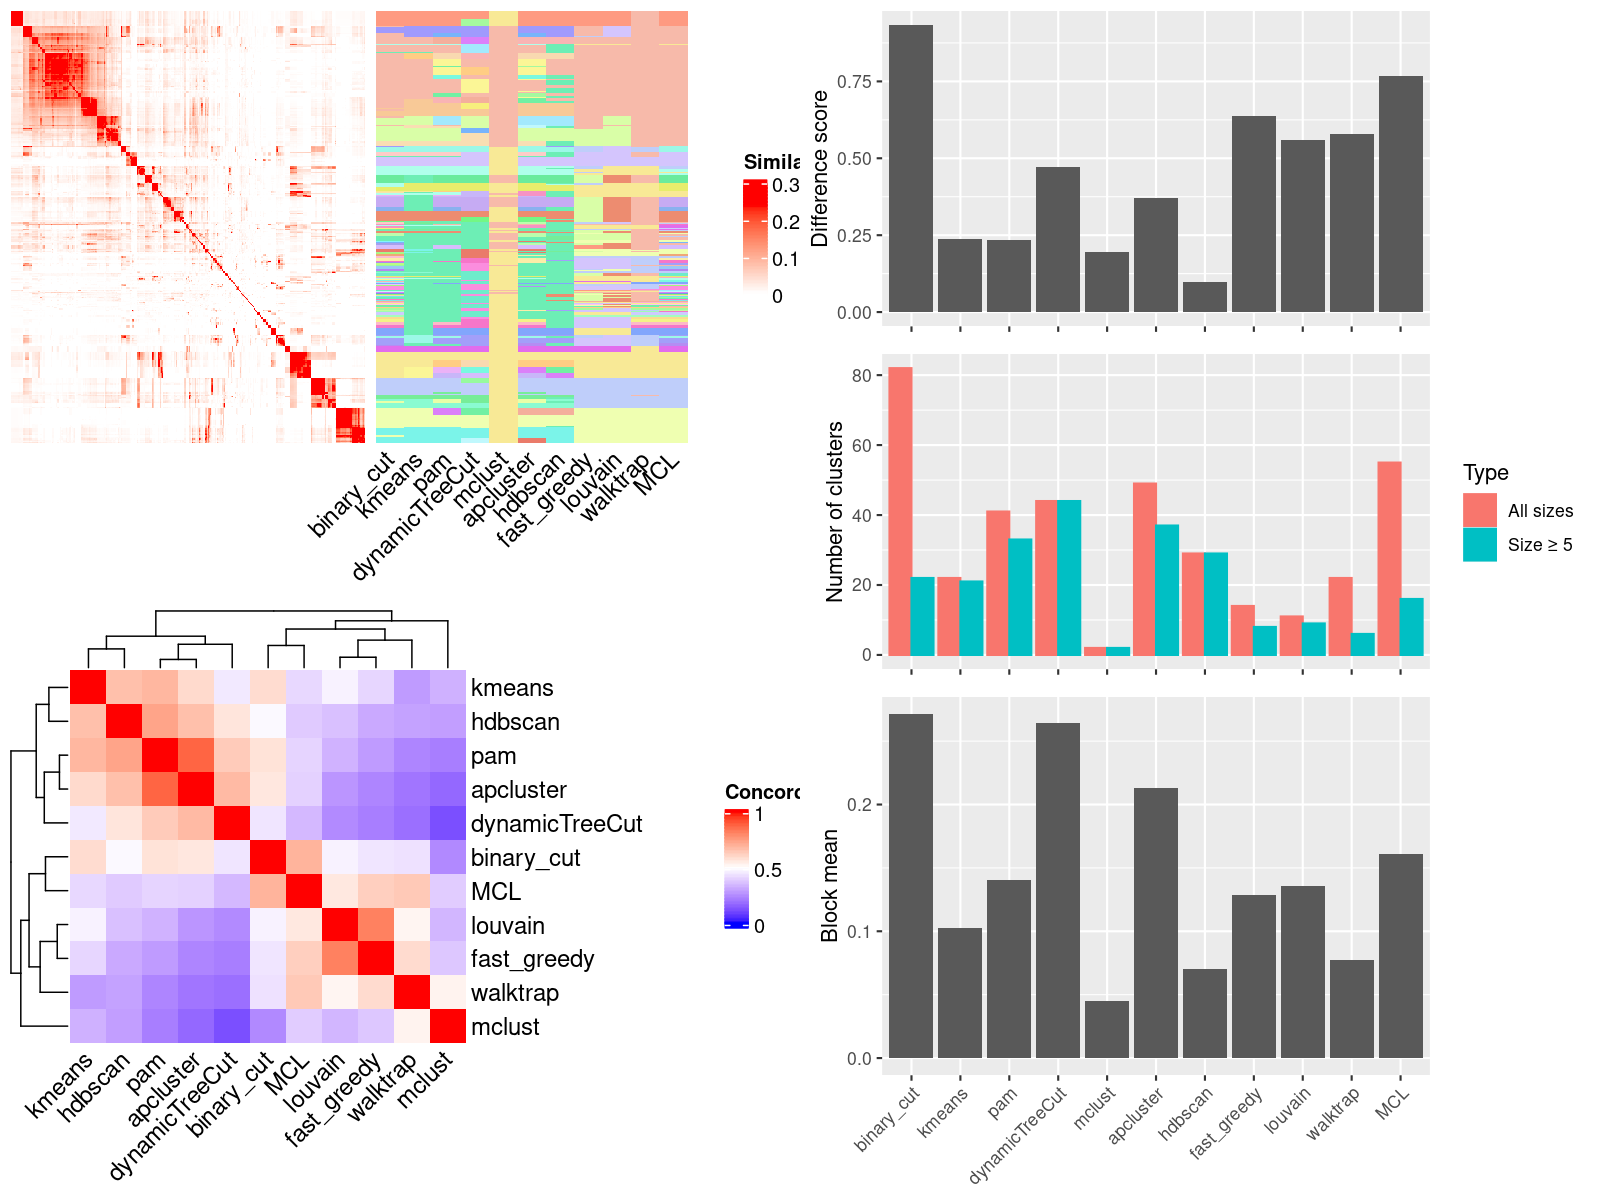 Simila
0.3
0.2
0.1
0
binary_cut
kmeans
pam
dynamicTreeCut
mclust
apcluster
hdbscan
fast_greedy
louvain
walktrap
MCL
kmeans
hdbscan
pam
apcluster
dynamicTreeCut
binary_cut
MCL
louvain
fast_greedy
walktrap
mclust
Concord
1
0.5
0
kmeans
hdbscan
pam
apcluster
dynamicTreeCut
binary_cut
MCL
louvain
fast_greedy
walktrap
mclust
Difference score
0.75
0.50
0.25
0.00
Number of clusters
80
60
40
20
0
Type
All sizes
Size ≥ 5
Block mean
0.2
0.1
0.0
binary_cut
kmeans
pam
dynamicTreeCut
mclust
apcluster
hdbscan
fast_greedy
louvain
walktrap
MCL